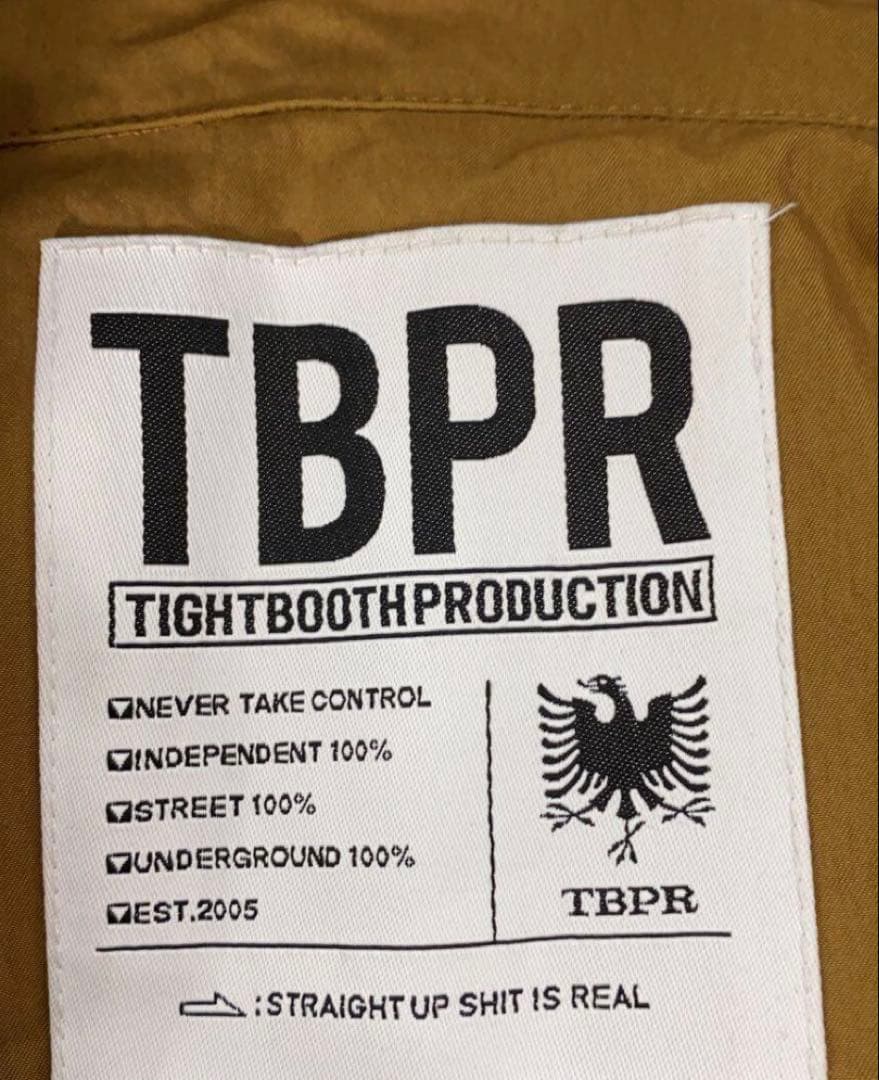 TBPR
TIGHTBOOTHPRODUCTION
NEVER TAKE CONTROL
INDEPENDENT 100%
STREET 100%
UNDERGROUND 100%
EST.2005
TBPR
:STRAIGHT UP SHIT IS REAL